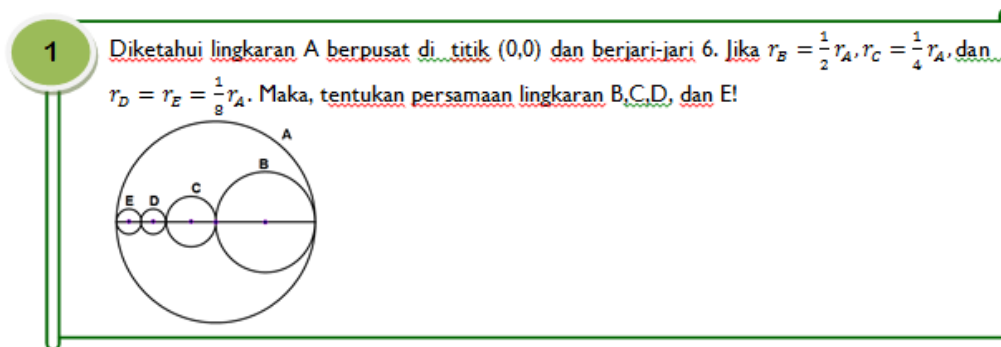 1
Diketahui lingkaran A berpusat di titik (0,0) dan berjari-jari 6. Jika r_B = 1/2 r_A, r_C = 1/4 r_A, dan
r_D = r_E = 1/8 r_A. Maka, tentukan persamaan lingkaran B,C,D, dan E!
A
B
C
E D